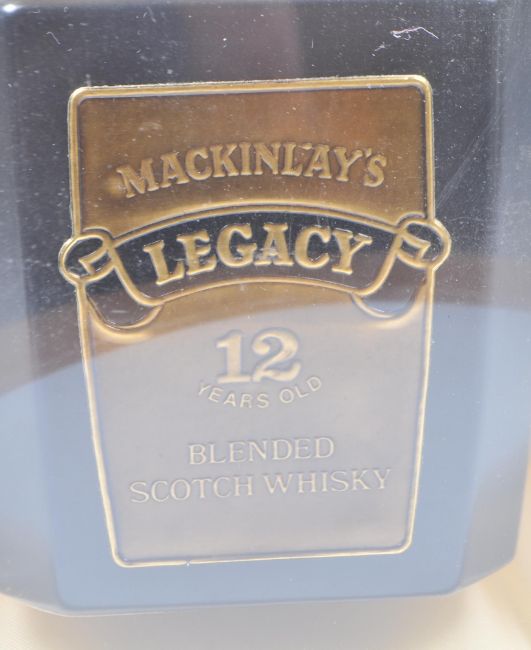 MACKINLAY'S
LEGACY
12
YEARS OLD
BLENDED
SCOTCH WHISKY